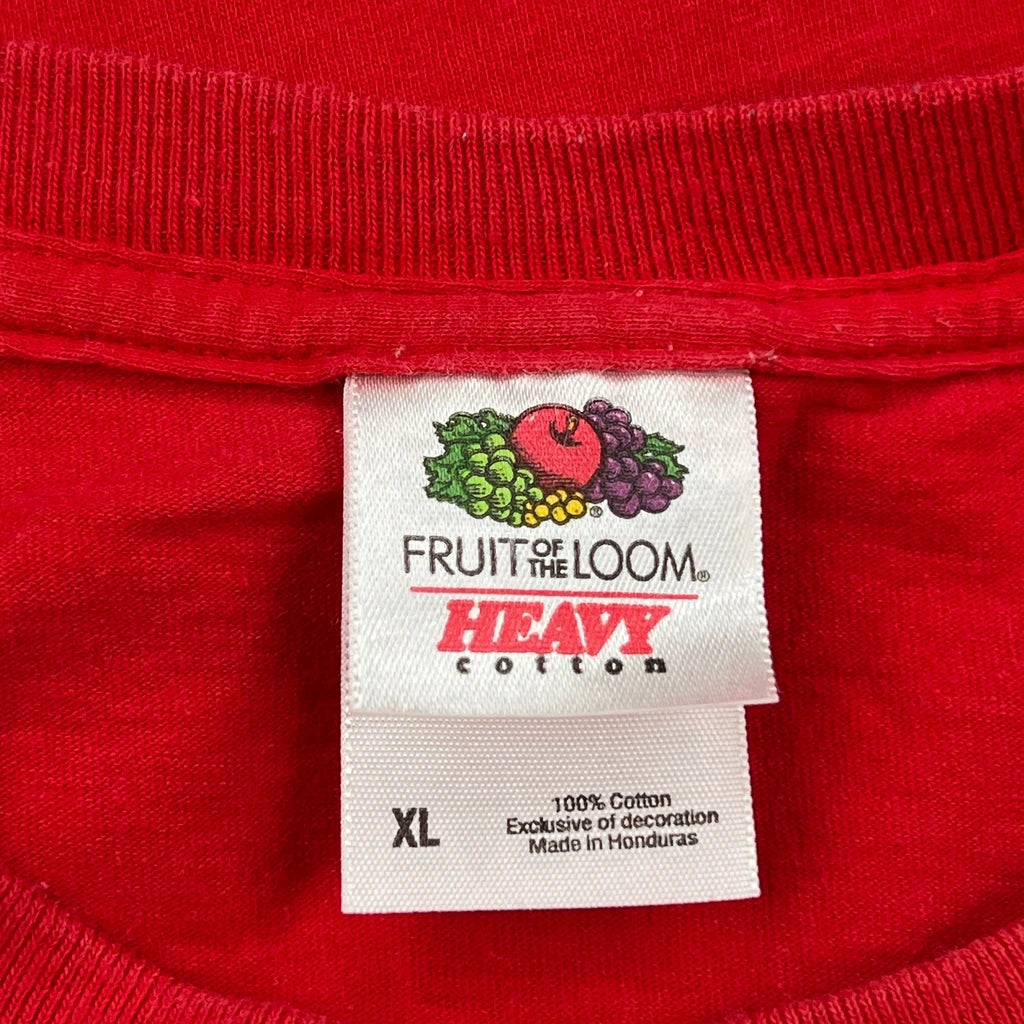 FRUIT OF THE LOOM®
HEAVY
cotton
XL
100% Cotton
Exclusive of decoration
Made in Honduras